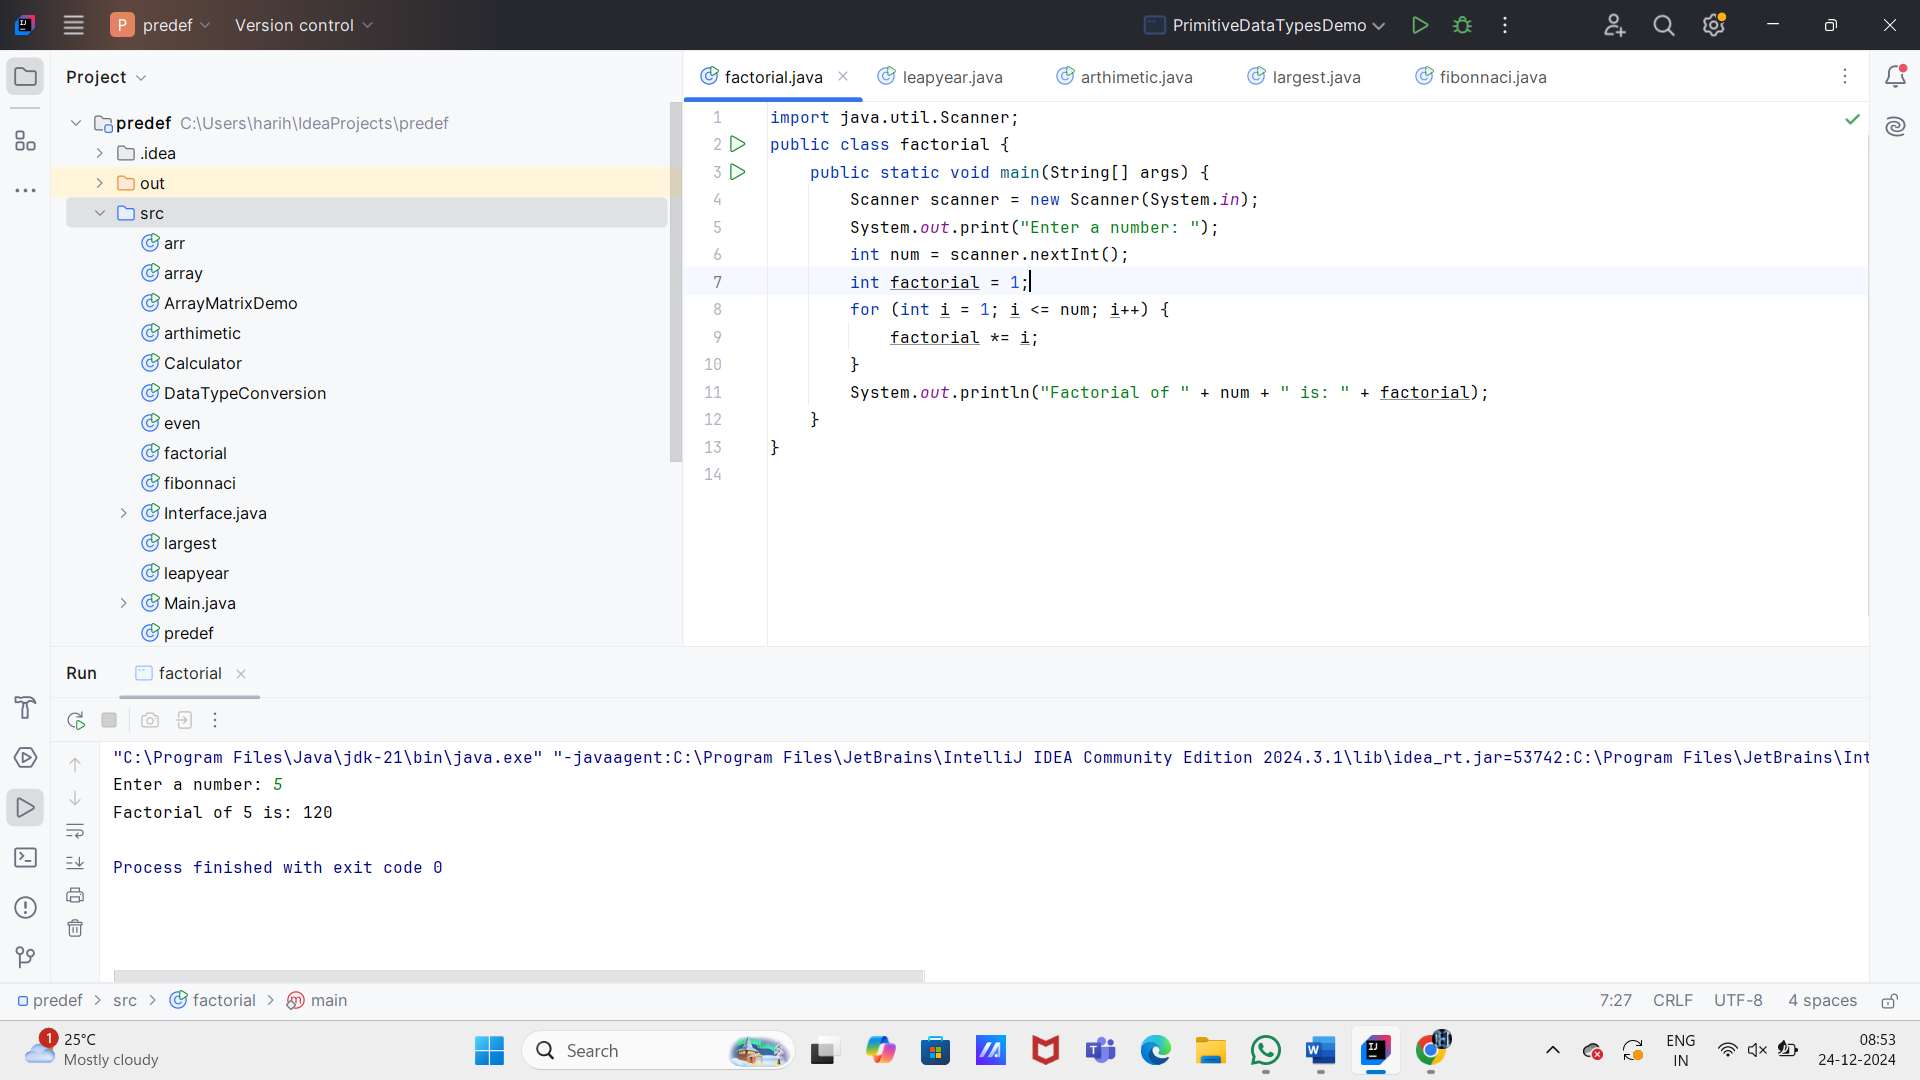 P predef Version control PrimitiveDataTypesDemo
Project
factorial.java leapyear.java arthimetic.java largest.java fibonnaci.java
predef C:\Users\harih\IdeaProjects\predef
.idea
out
src
arr
array
ArrayMatrixDemo
arthimetic
Calculator
DataTypeConversion
even
factorial
fibonnaci
Interface.java
largest
leapyear
Main.java
predef
1 import java.util.Scanner;
2 public class factorial {
3 public static void main(String[] args) {
4 Scanner scanner = new Scanner(System.in);
5 System.out.print("Enter a number: ");
6 int num = scanner.nextInt();
7 int factorial = 1;
8 for (int i = 1; i <= num; i++) {
9 factorial *= i;
10 }
11 System.out.println("Factorial of " + num + " is: " + factorial);
12 }
13 }
14
Run factorial
"C:\Program Files\Java\jdk-21\bin\java.exe" "-javaagent:C:\Program Files\JetBrains\IntelliJ IDEA Community Edition 2024.3.1\lib\idea_rt.jar=53742:C:\Program Files\JetBrains\Int
Enter a number: 5
Factorial of 5 is: 120
Process finished with exit code 0
predef > src > factorial > main 7:27 CRLF UTF-8 4 spaces
1 25°C
Mostly cloudy
Search
ENG
IN
08:53
24-12-2024